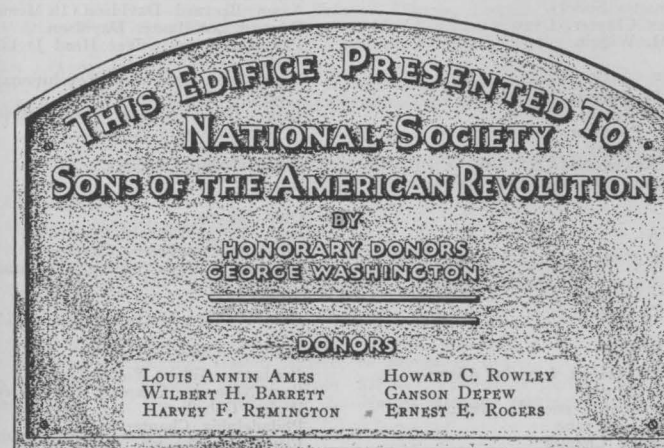 THIS EDIFICE PRESENTED TO
NATIONAL SOCIETY
SONS OF THE AMERICAN REVOLUTION
BY
HONORARY DONORS
GEORGE WASHINGTON
DONORS
LOUIS ANNIN AMES
WILBERT H. BARRETT
HARVEY F. REMINGTON
HOWARD C. ROWLEY
GANSON DEPEW
ERNEST E. ROGERS